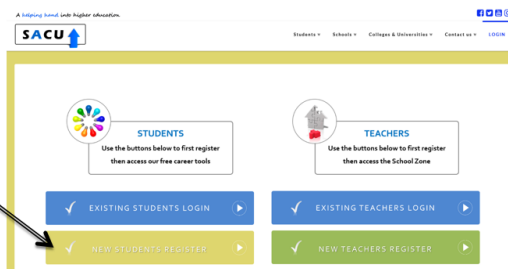 A helping hand into higher education
SACU
Students Schools Colleges & Universities Contact us LOGIN
STUDENTS
Use the buttons below to first register
then access our free career tools
TEACHERS
Use the buttons below to first register
then access the School Zone
EXISTING STUDENTS LOGIN
EXISTING TEACHERS LOGIN
NEW STUDENTS REGISTER
NEW TEACHERS REGISTER